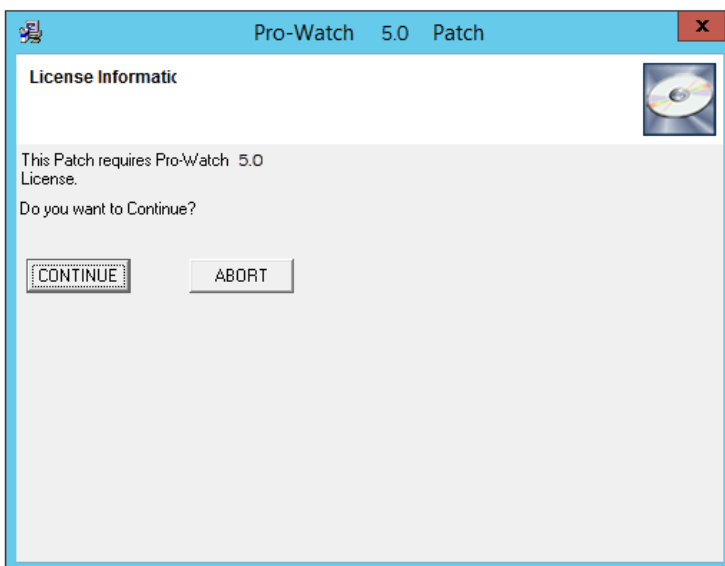 Pro-Watch 5.0 Patch
x
License Informatic
This Patch requires Pro-Watch 5.0
License.
Do you want to Continue?
CONTINUE ABORT